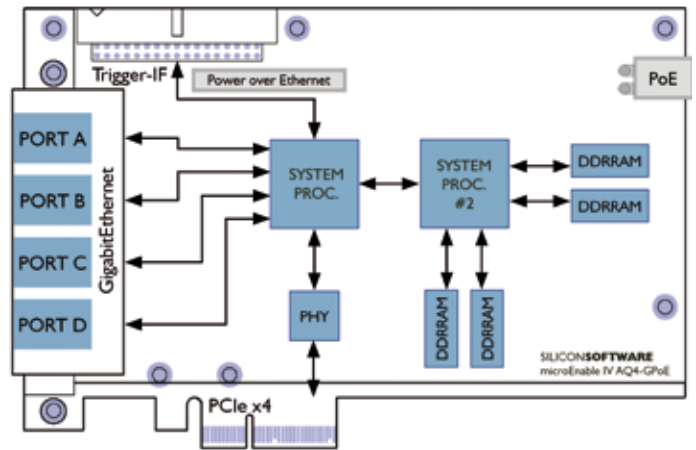 Trigger-IF
Power over Ethernet
PoE
PORT A
PORT B
PORT C
PORT D
GigabitEthernet
SYSTEM
PROC.
SYSTEM
PROC.
#2
DDRRAM
DDRRAM
PHY
DDRRAM
DDRRAM
SILICONSOFTWARE
microEnable IV AQ4-GPoE
PCIe x4